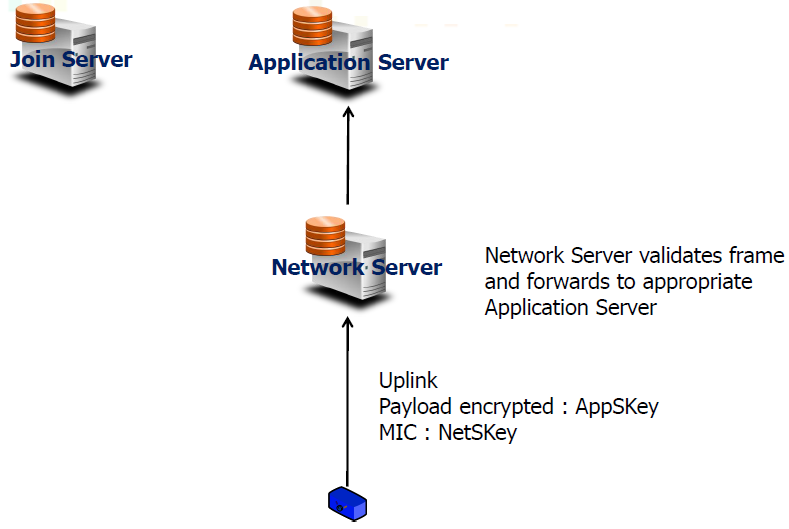 Join Server
Application Server
Network Server
Network Server validates frame
and forwards to appropriate
Application Server
Uplink
Payload encrypted : AppSKey
MIC : NetSKey